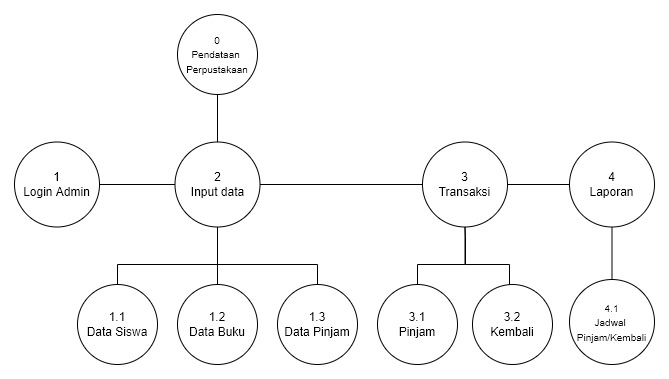 0
Pendataan
Perpustakaan
1
Login Admin
2
Input data
3
Transaksi
4
Laporan
1.1
Data Siswa
1.2
Data Buku
1.3
Data Pinjam
3.1
Pinjam
3.2
Kembali
4.1
Jadwal
Pinjam/Kembali